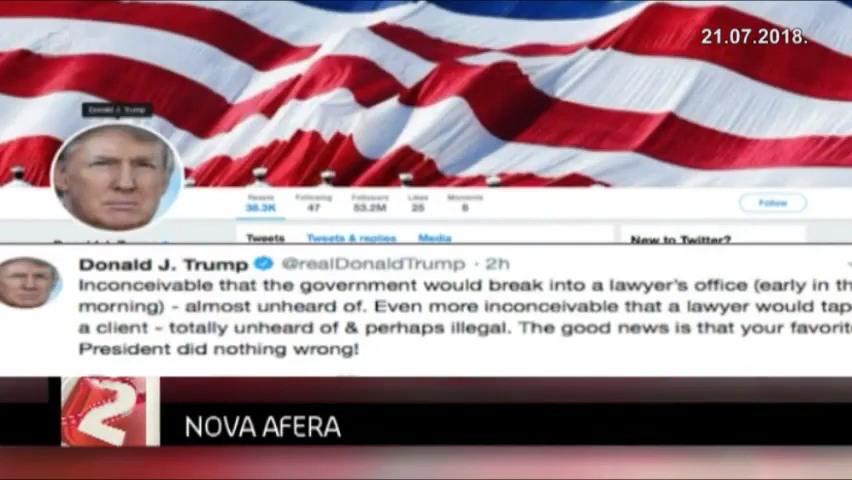 21.07.2018.
Donald J. Trump
Tweets Following Followers Likes Moments
38.3K 47 53.2M 25 6
Follow
Tweets Tweets & replies Media
New to Twitter?
Donald J. Trump @realDonaldTrump · 2h
Inconceivable that the government would break into a lawyer's office (early in th
morning) - almost unheard of. Even more inconceivable that a lawyer would tap
a client - totally unheard of & perhaps illegal. The good news is that your favorit
President did nothing wrong!
2
NOVA AFERA